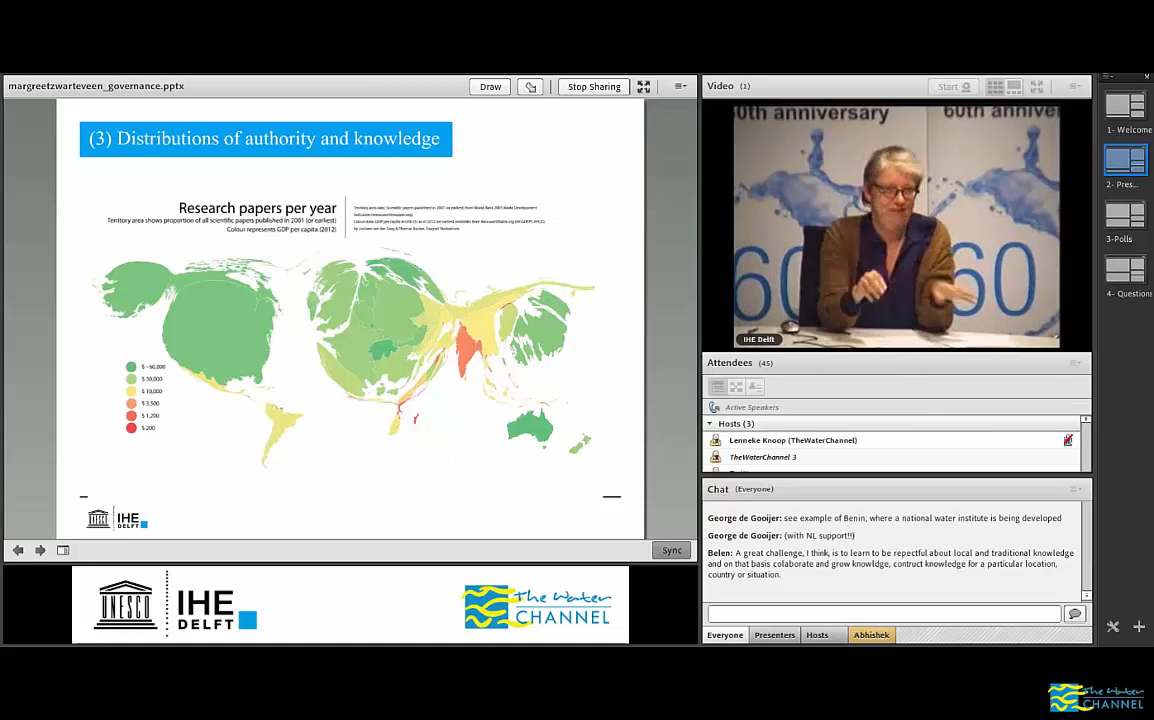 margreetzwarteveen_governance.pptx
Draw
Stop Sharing
(3) Distributions of authority and knowledge
Research papers per year
Territory area shows proportion of all scientific papers published in 2001 (or earliest)
Colour represents GDP per capita (2012)
$ 10,000
$ 3,500
$ 1,200
$ 200
IHE
DELFT
Sync
UNESCO
IHE
DELFT
The Water
CHANNEL
Video (1)
Start
60th anniversary
60th anniver
60
60
IHE Delft
Attendees (45)
Active Speakers
Hosts (3)
Lenneke Knoop (TheWaterChannel)
TheWaterChannel 3
Chat (Everyone)
George de Gooijer: see example of Benin, where a national water institute is being developed
George de Gooijer: (with NL support!!)
Belen: A great challenge, I think, is to learn to be repectful about local and traditional knowledge
and on that basis colaborate and grow knowldge, contruct knowledge for a particular location,
country or situation.
Everyone
Presenters
Hosts
Abhishek
1- Welcome
2- Pres...
3-Polls
4- Questions
The Water
CHANNEL